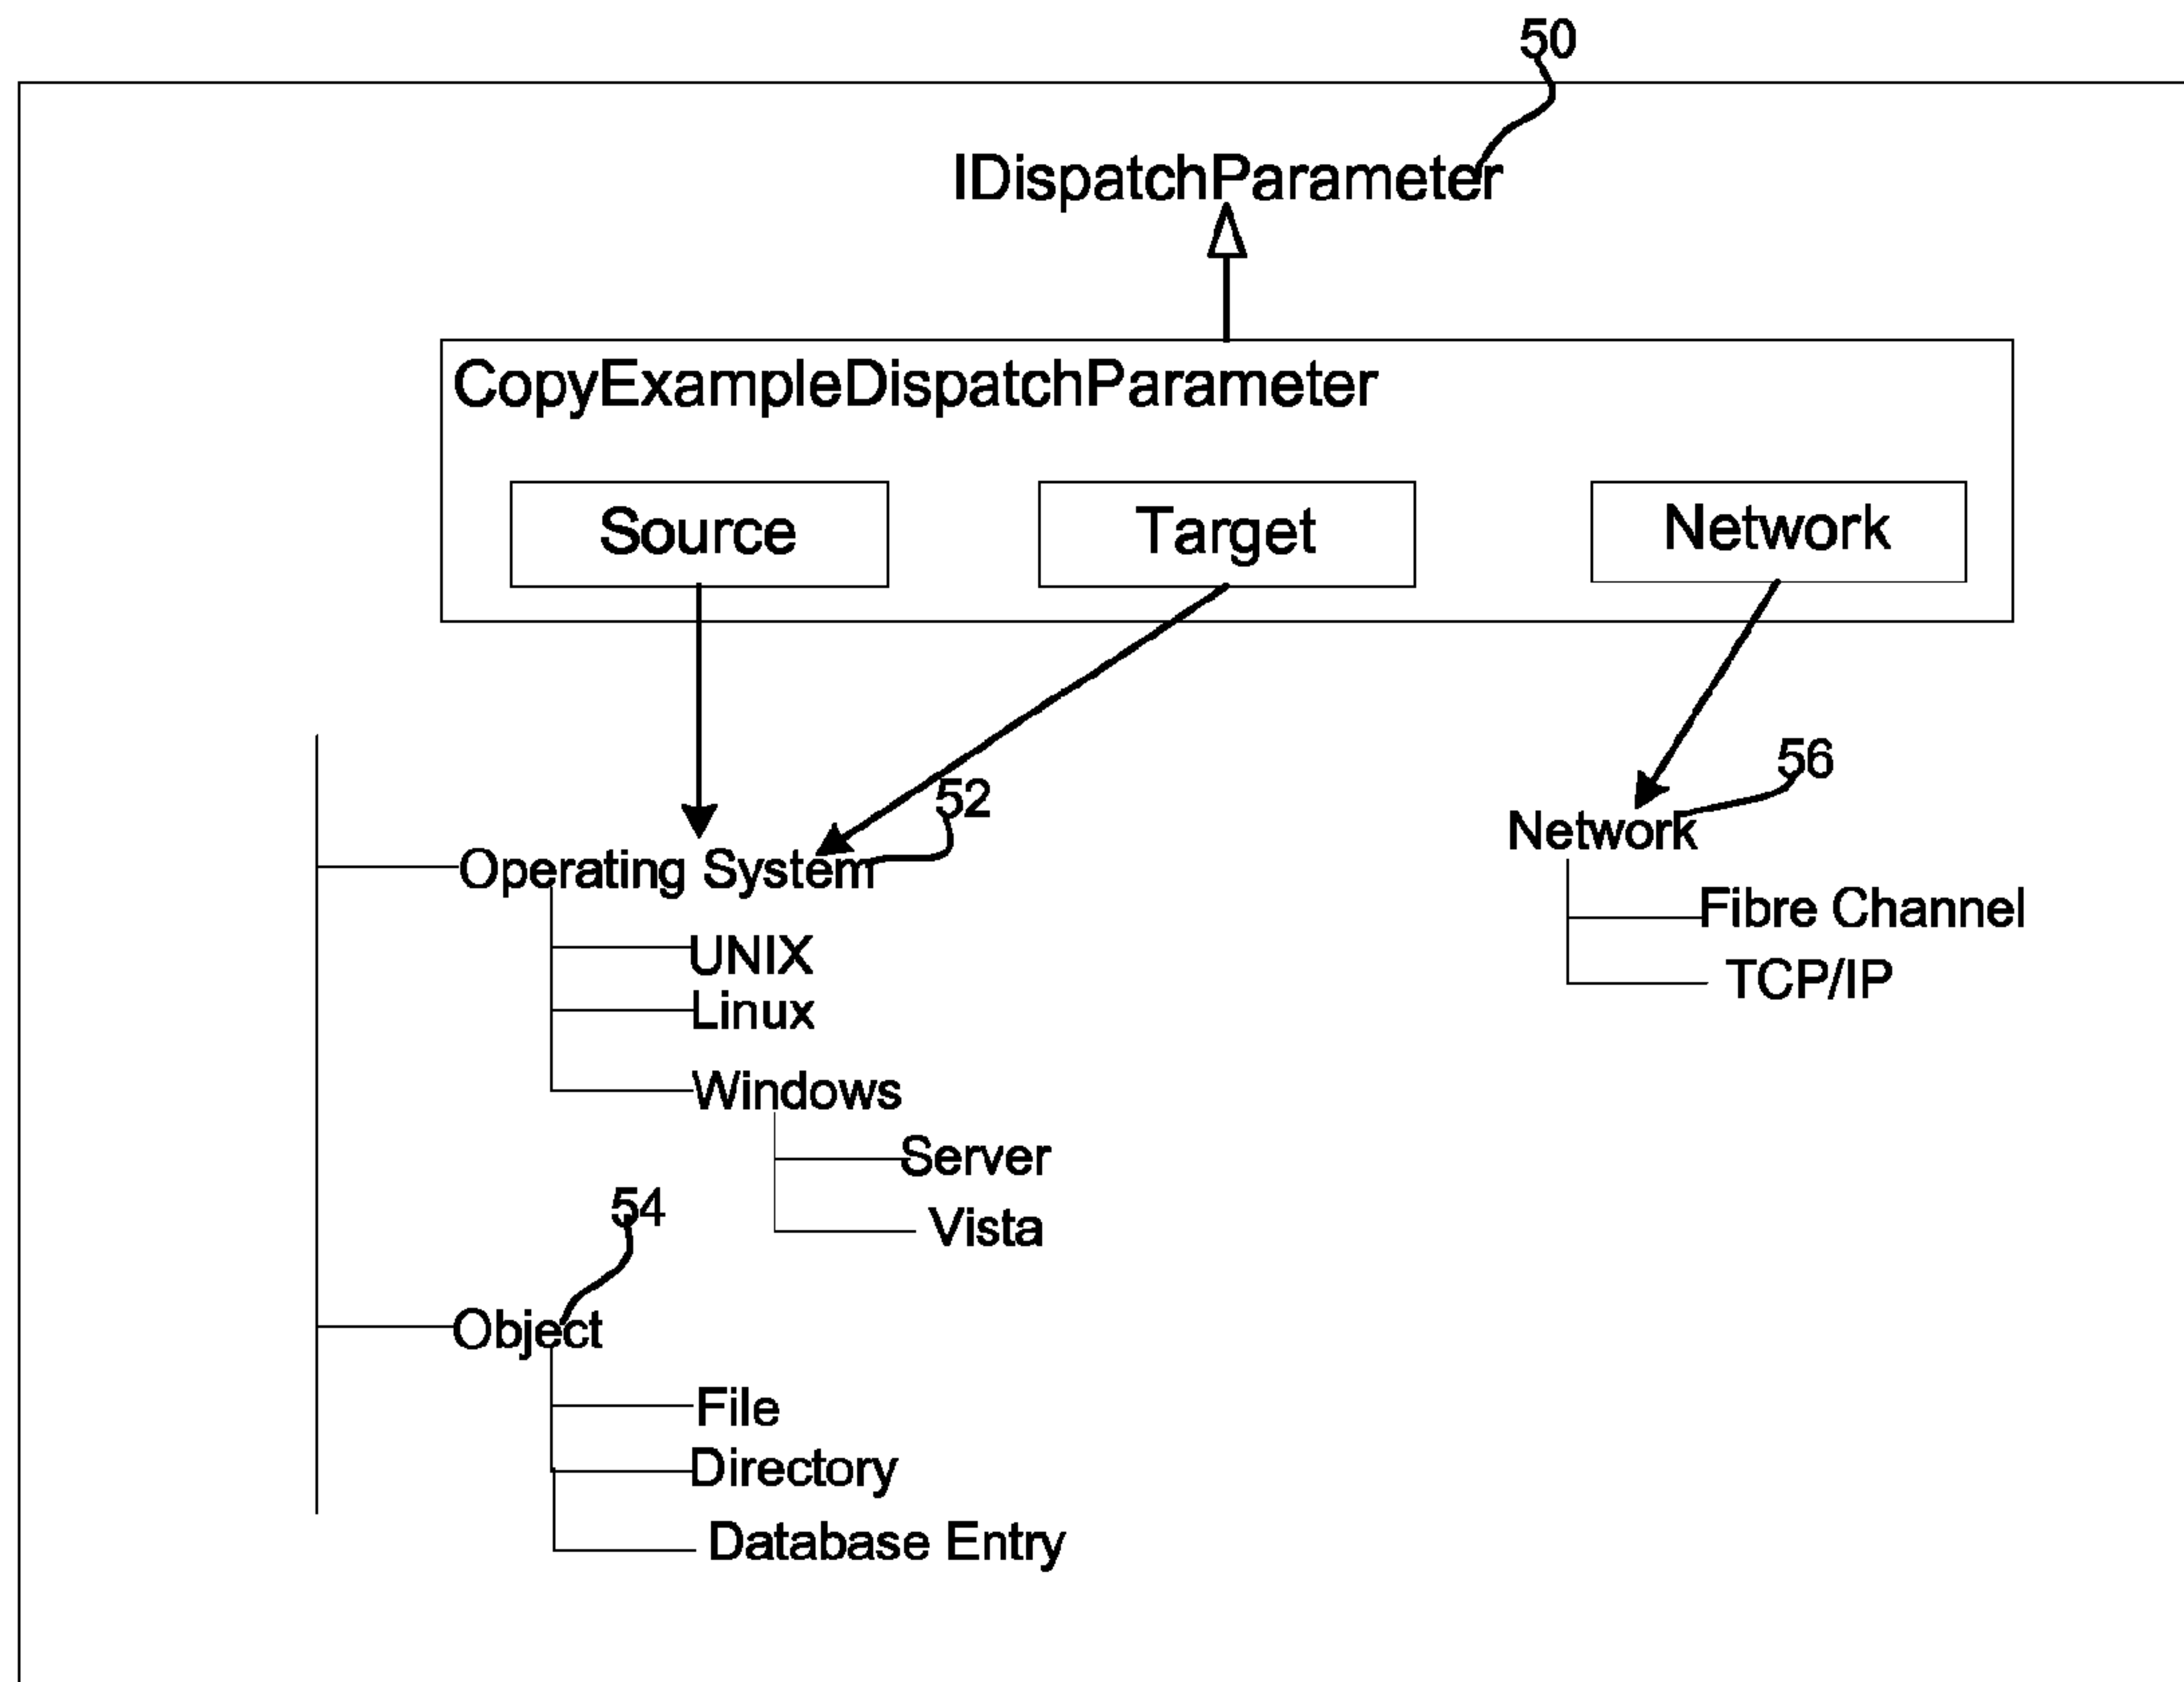 50
IDispatchParameter
CopyExampleDispatchParameter
Source
Target
Network
52
56
Operating System
Network
UNIX
Fibre Channel
Linux
TCP/IP
Windows
Server
54
Vista
Object
File
Directory
Database Entry